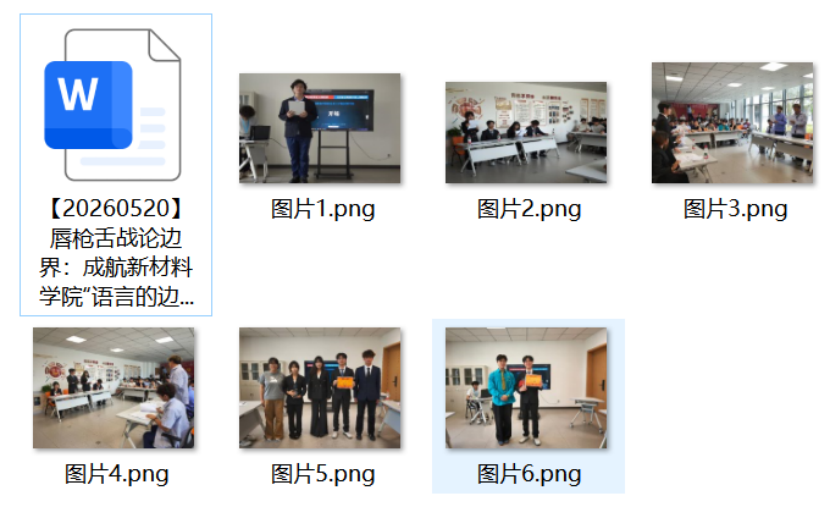 W
【20260520】
唇枪舌战论边
界：成航新材料
学院“语言的边...
图片1.png
图片2.png
图片3.png
图片4.png
图片5.png
图片6.png